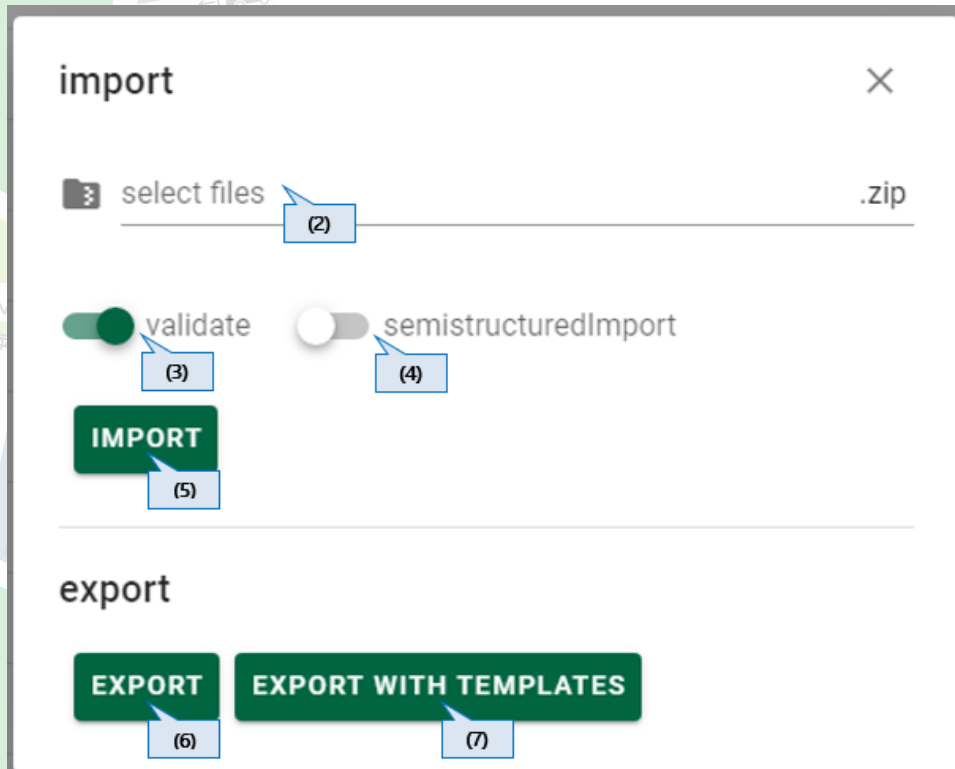 import
select files .zip
(2)
validate semistructuredImport
(3) (4)
IMPORT
(5)
export
EXPORT EXPORT WITH TEMPLATES
(6) (7)